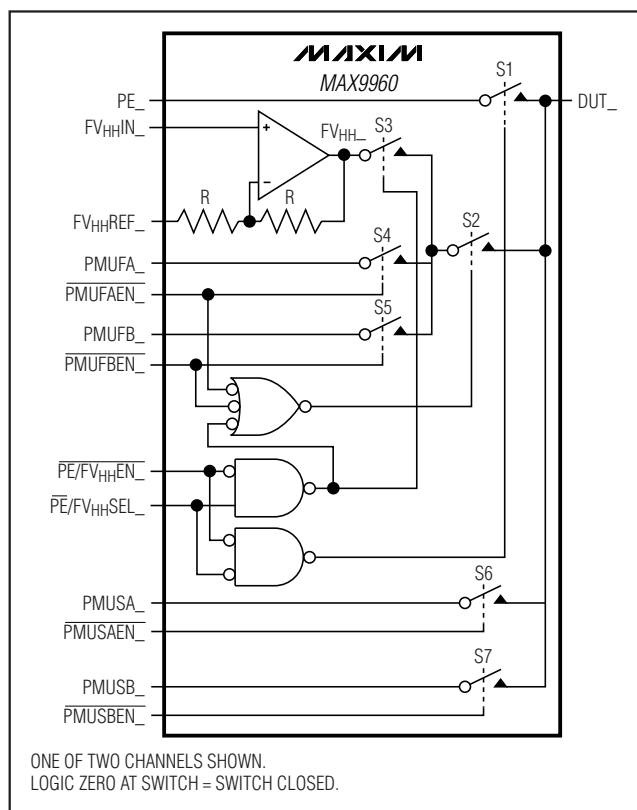 MAXIM
MAX9960
S1
PE_
DUT_
FVHHIN_
+
FVHH_
S3
−
R
R
FVHHREF_
S2
S4
PMUFA_
PMUFAEN_
S5
PMUFB_
PMUFBEN_
PE/FVHHEN_
PE/FVHHSEL_
S6
PMUSA_
PMUSAEN_
S7
PMUSB_
PMUSBEN_
ONE OF TWO CHANNELS SHOWN.
LOGIC ZERO AT SWITCH = SWITCH CLOSED.